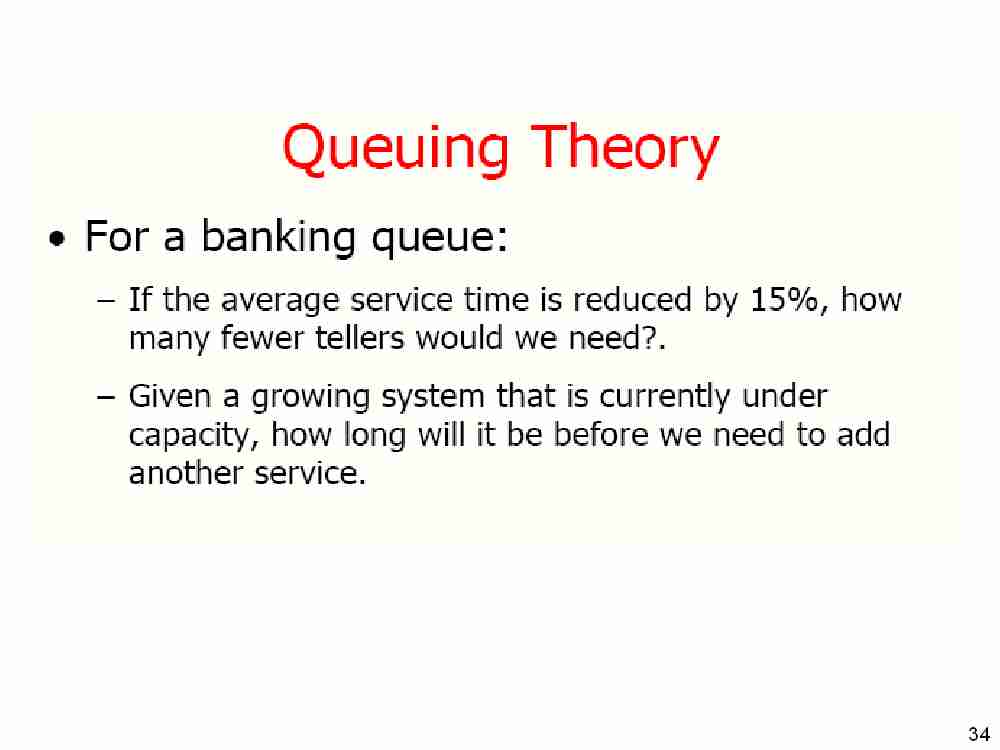 Queuing Theory
• For a banking queue:
– If the average service time is reduced by 15%, how
many fewer tellers would we need?.
– Given a growing system that is currently under
capacity, how long will it be before we need to add
another service.
34